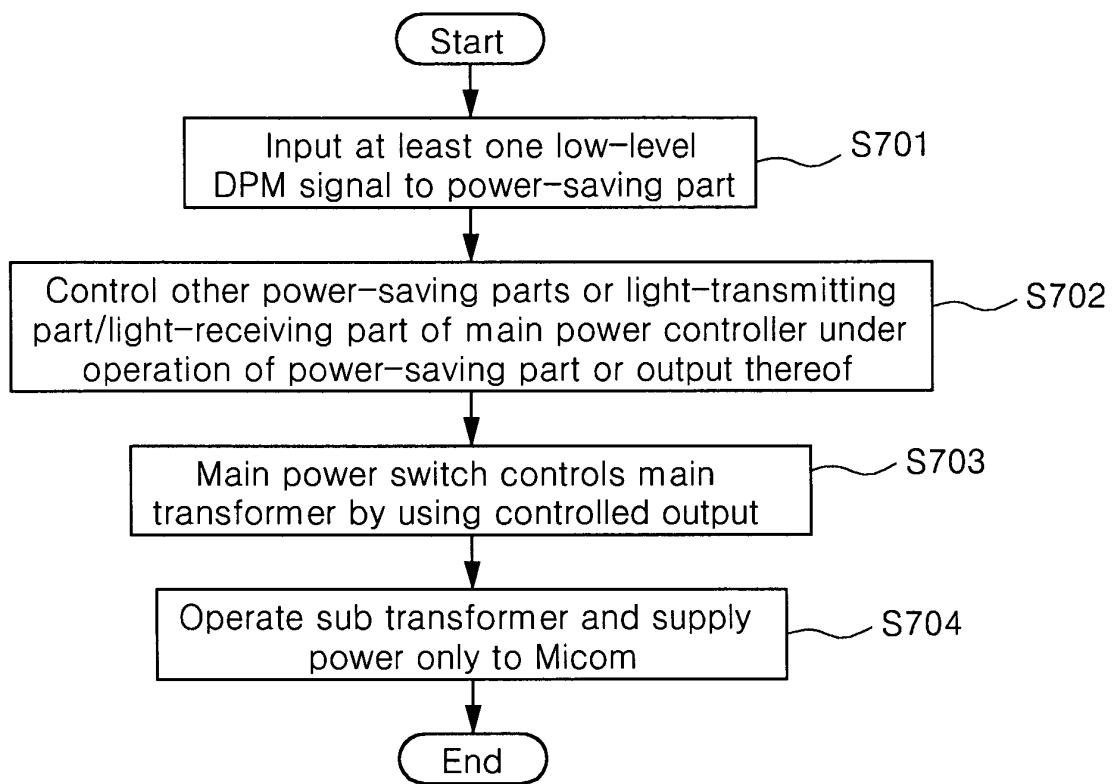 Start
Input at least one low-level
DPM signal to power-saving part
S701
Control other power-saving parts or light-transmitting
part/light-receiving part of main power controller under
operation of power-saving part or output thereof
S702
Main power switch controls main
transformer by using controlled output
S703
Operate sub transformer and supply
power only to Micom
S704
End